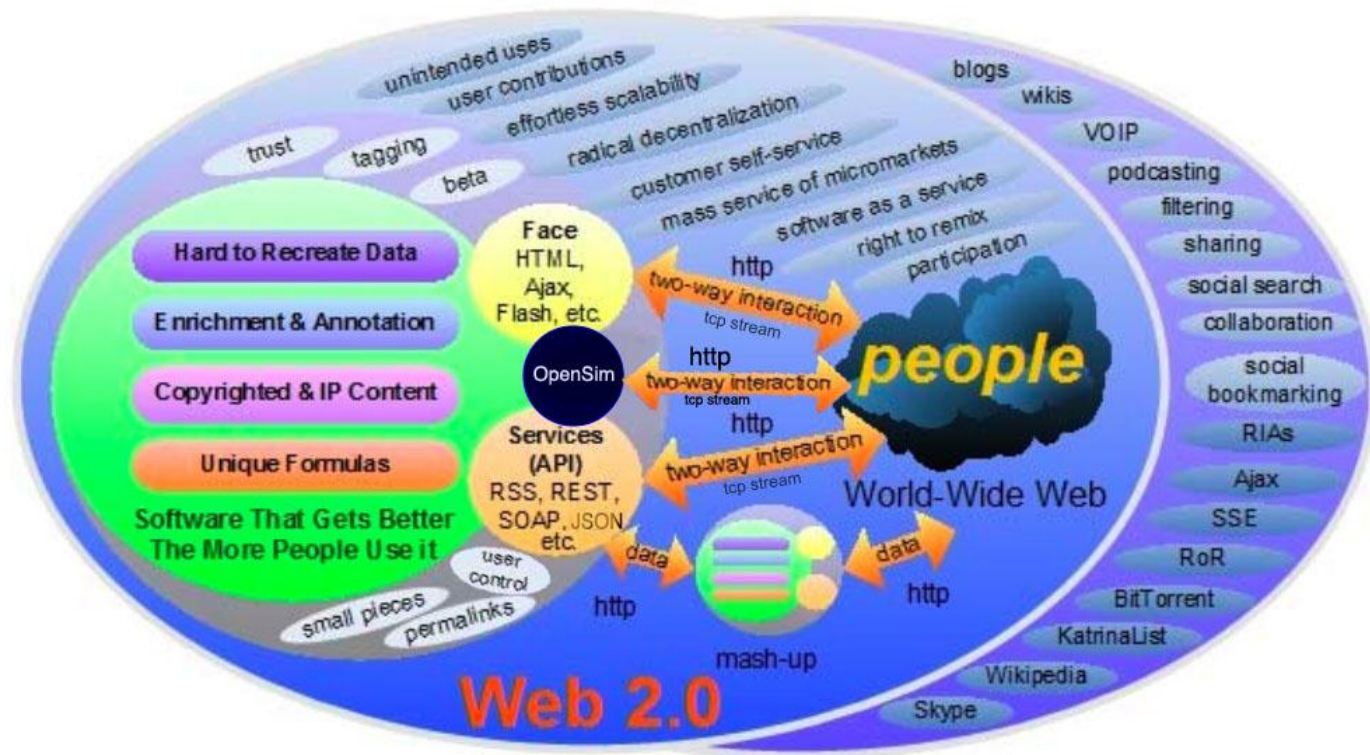 unintended uses
user contributions
effortless scalability
radical decentralization
customer self-service
mass service of micromarkets
software as a service
right to remix
participation
trust
tagging
beta
Hard to Recreate Data
Enrichment & Annotation
Copyrighted & IP Content
Unique Formulas
Software That Gets Better
The More People Use it
Face
HTML,
Ajax,
Flash, etc.
OpenSim
Services
(API)
RSS, REST,
SOAP, JSON
etc.
user
control
small pieces
permalinks
http
two-way interaction
tcp stream
http
two-way interaction
tcp stream
http
two-way interaction
tcp stream
people
World-Wide Web
data
http
data
http
mash-up
Web 2.0
blogs
wikis
VOIP
podcasting
filtering
sharing
social search
collaboration
social
bookmarking
RIAs
Ajax
SSE
RoR
BitTorrent
KatrinaList
Wikipedia
Skype